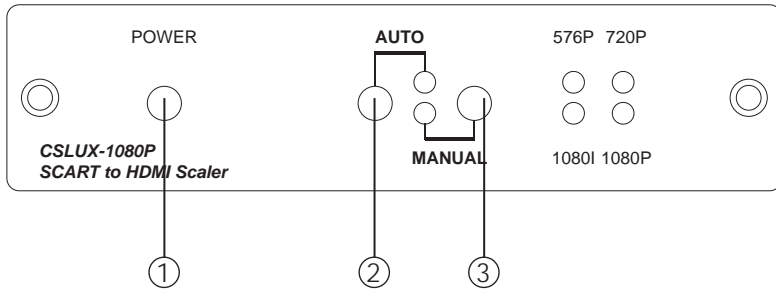 POWER
AUTO
576P 720P
CSLUX-1080P
SCART to HDMI Scaler
MANUAL
1080I 1080P
1
2
3